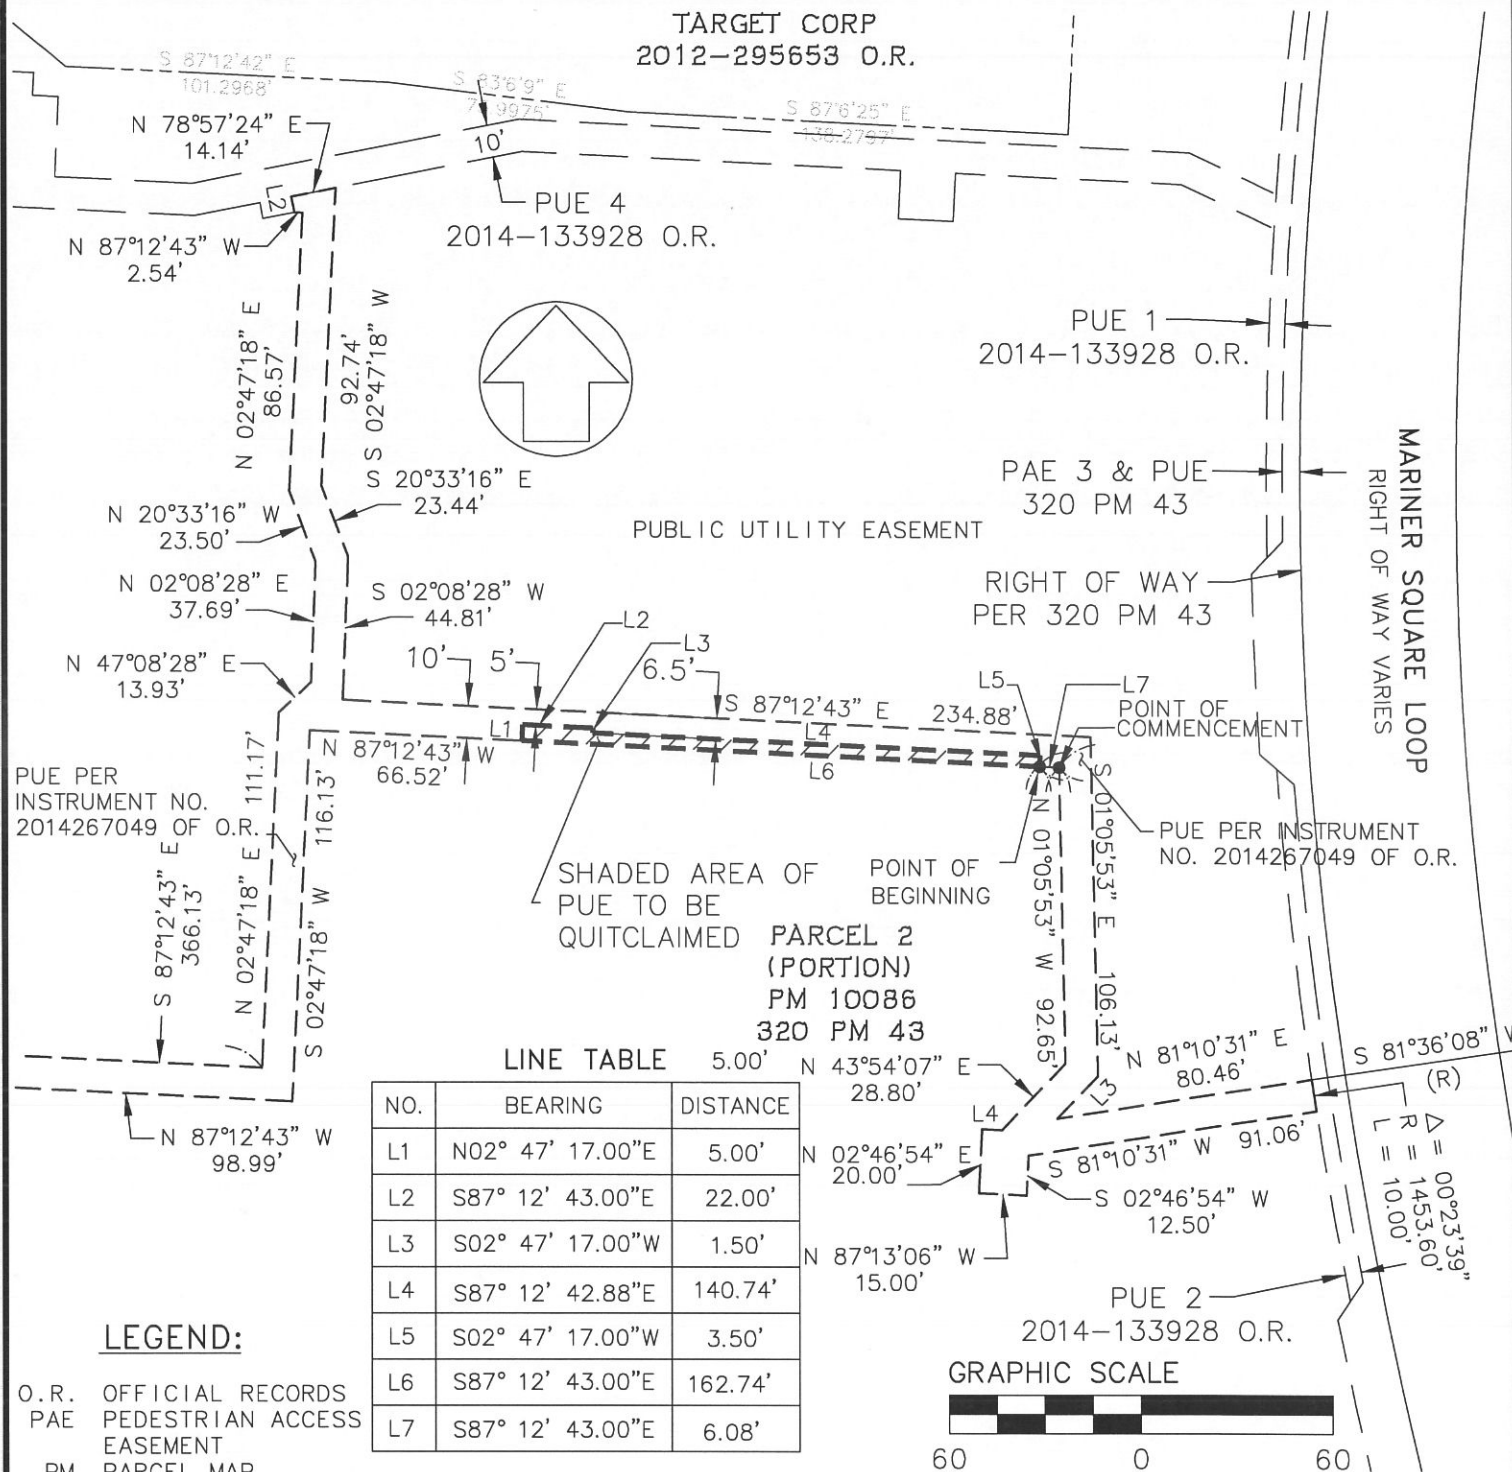 TARGET CORP
2012-295653 O.R.
S 87°12'42" E
101.2968'
S 83°6'9" E
S 87°6'25" E
138.2797'
N 78°57'24" E
14.14'
10'
L2
PUE 4
2014-133928 O.R.
N 87°12'43" W
2.54'
N 02°47'18" E
86.57'
92.74'
S 02°47'18" W
PUE 1
2014-133928 O.R.
MARINER SQUARE LOOP
RIGHT OF WAY VARIES
PAE 3 & PUE
320 PM 43
S 20°33'16" E
23.44'
N 20°33'16" W
23.50'
PUBLIC UTILITY EASEMENT
N 02°08'28" E
37.69'
S 02°08'28" W
44.81'
RIGHT OF WAY
PER 320 PM 43
N 47°08'28" E
13.93'
10'
5'
L2
L3
6.5'
S 87°12'43" E 234.88'
L5
L7
POINT OF
COMMENCEMENT
L1
L4
L6
N 87°12'43" W
66.52'
PUE PER
INSTRUMENT NO.
2014267049 OF O.R.
N 02°47'18" E 111.17'
S 02°47'18" W 116.13'
S 87°12'43" E
366.13'
SHADED AREA OF
PUE TO BE
QUITCLAIMED
POINT OF
BEGINNING
N 01°05'53" W 92.65'
S 01°05'53" E 106.13'
PUE PER INSTRUMENT
NO. 2014267049 OF O.R.
PARCEL 2
(PORTION)
PM 10086
320 PM 43
N 87°12'43" W
98.99'
5.00'
N 43°54'07" E
28.80'
L4
L3
N 81°10'31" E
80.46'
S 81°36'08" W
(R)
N 02°46'54" E
20.00'
S 81°10'31" W 91.06'
S 02°46'54" W
12.50'
N 87°13'06" W
15.00'
Δ = 00°23'39"
R = 1453.60'
L = 10.00'
PUE 2
2014-133928 O.R.
LINE TABLE
NO. BEARING DISTANCE
L1 N02° 47' 17.00"E 5.00'
L2 S87° 12' 43.00"E 22.00'
L3 S02° 47' 17.00"W 1.50'
L4 S87° 12' 42.88"E 140.74'
L5 S02° 47' 17.00"W 3.50'
L6 S87° 12' 43.00"E 162.74'
L7 S87° 12' 43.00"E 6.08'
LEGEND:
O.R. OFFICIAL RECORDS
PAE PEDESTRIAN ACCESS
EASEMENT
PM PARCEL MAP
GRAPHIC SCALE
60 0 60